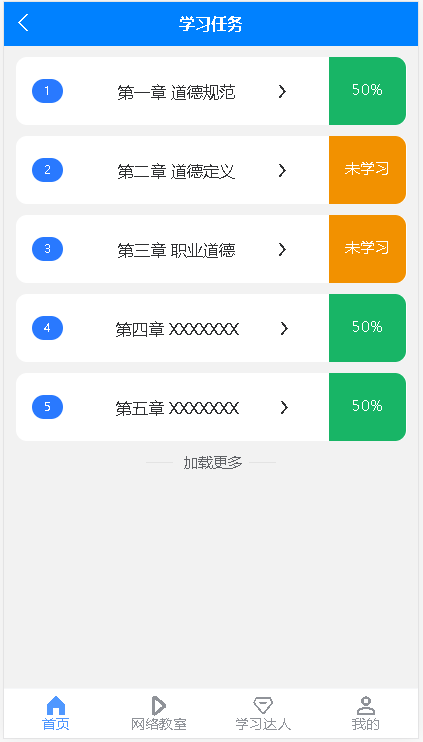 学习任务
1 第一章 道德规范 50%
2 第二章 道德定义 未学习
3 第三章 职业道德 未学习
4 第四章 XXXXXXX 50%
5 第五章 XXXXXXX 50%
加载更多
首页 网络教室 学习达人 我的